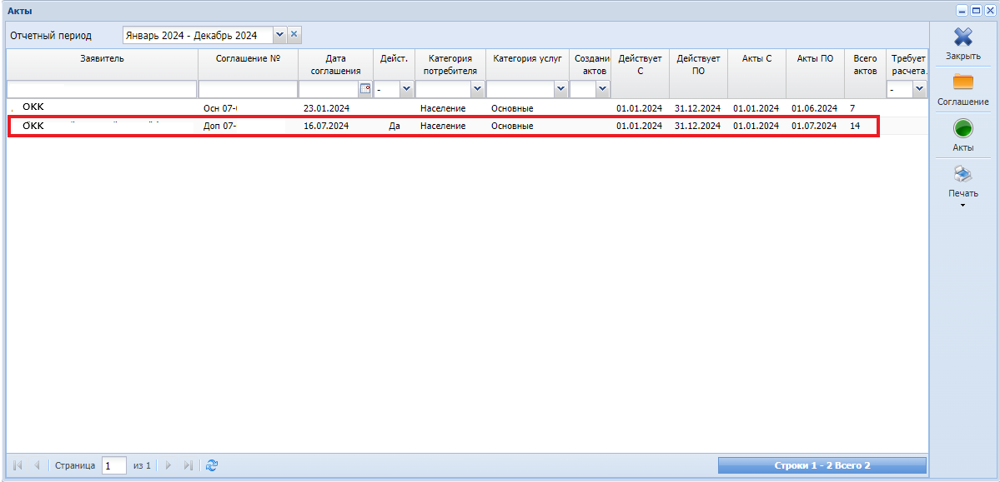 Акты
Отчетный период Январь 2024 - Декабрь 2024
Закрыть
Заявитель Соглашение № Дата соглашения Дейст. Категория потребителя Категория услуг Создани актов Действует С Действует ПО Акты С Акты ПО Всего актов Требует расчета.
- -
Соглашение
ОКК Осн 07- 23.01.2024 Население Основные 01.01.2024 31.12.2024 01.01.2024 01.06.2024 7
ОКК Доп 07- 16.07.2024 Да Население Основные 01.01.2024 31.12.2024 01.01.2024 01.07.2024 14
Акты
Печать
Страница 1 из 1 Строки 1 - 2 Всего 2